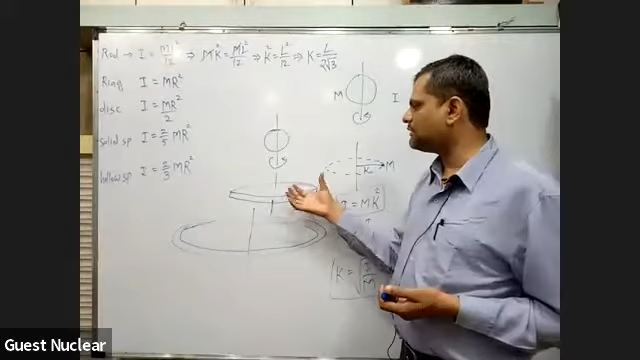 Rod → I = ML²/12 ⇒ MK² = ML²/12 ⇒ K² = L²/12 ⇒ K = L/2√3
Ring I = MR²
disc I = MR²/2
solid sp I = 2/5 MR²
hollow sp I = 2/3 MR²
M I
K M
= MK²
K = √I/M
Guest Nuclear